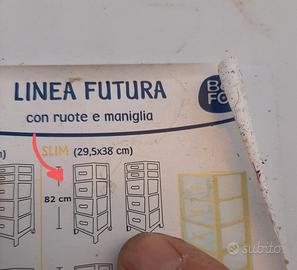 LINEA FUTURA
con ruote e maniglia
SLIM (29,5x38 cm)
82 cm
subito